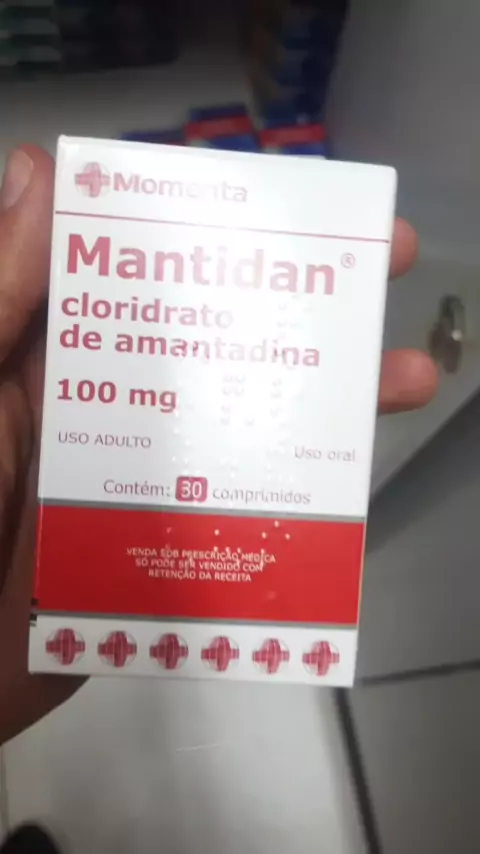 Momenta
Mantidan®
cloridrato
de amantadina
100 mg
USO ADULTO
Uso oral
Contém: 30 comprimidos
VENDA SOB PRESCRIÇÃO MÉDICA
SÓ PODE SER VENDIDO COM
RETENÇÃO DA RECEITA